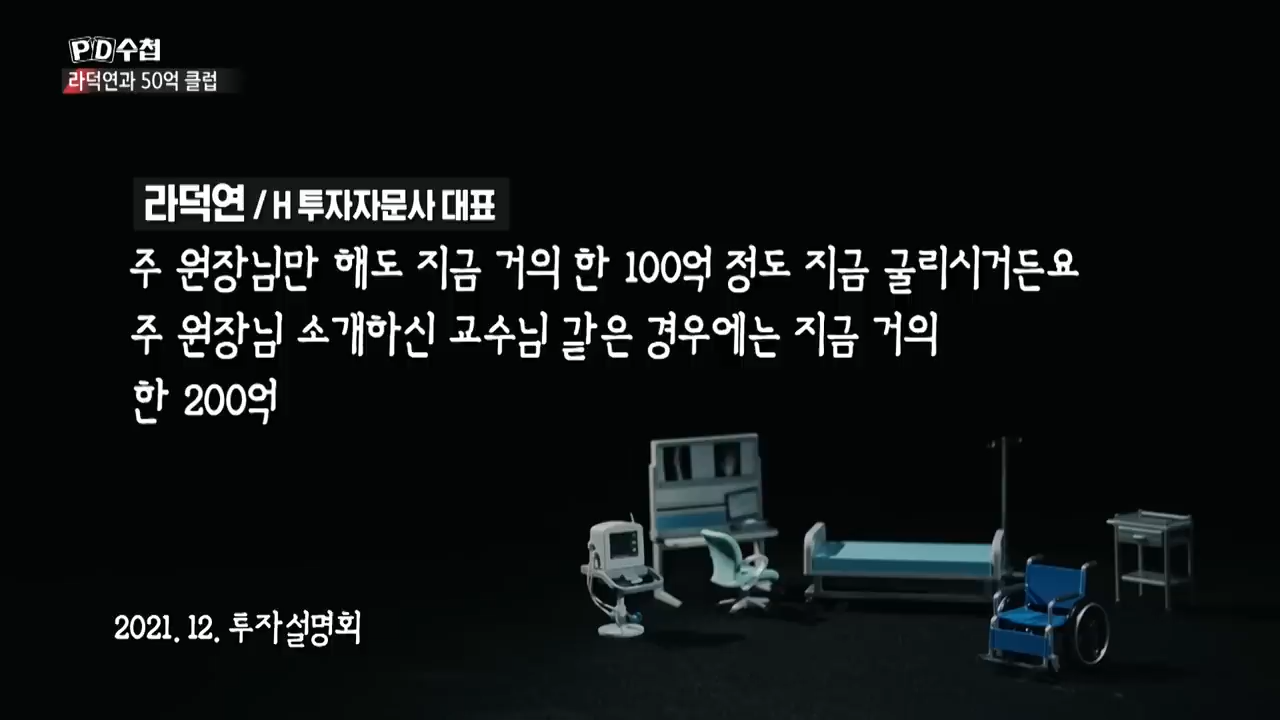 PD수첩
라덕연과 50억 클럽
라덕연 / H 투자자문사 대표
주 원장님만 해도 지금 거의 한 100억 정도 지금 굴리시거든요
주 원장님 소개하신 교수님 같은 경우에는 지금 거의
한 200억
2021. 12. 투자설명회